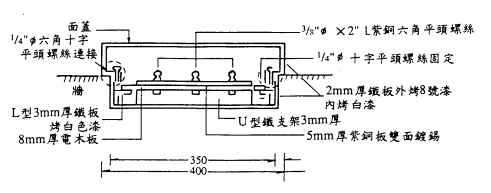 面蓋
3/8"φ × 2" L紫銅六角平頭螺絲
1/4"φ六角十字
平頭螺絲連接
1/4"φ 十字平頭螺絲固定
牆
2mm厚鐵板外烤8號漆
內烤白漆
L型3mm厚鐵板
烤白色漆
U型鐵支架3mm厚
8mm厚電木板
5mm厚紫銅板雙面鍍錫
350
400